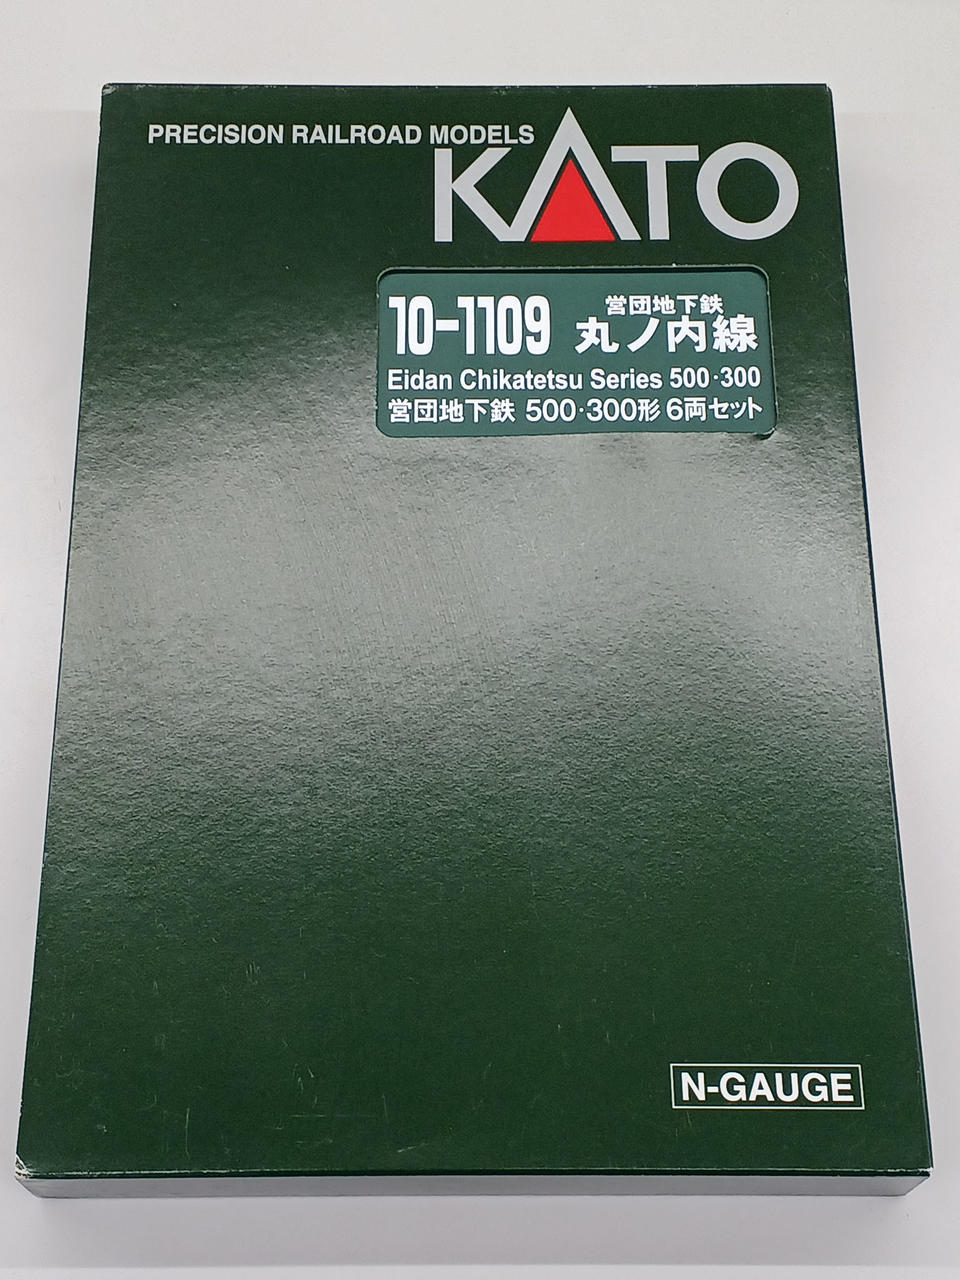 PRECISION RAILROAD MODELS
KATO
10-1109
営団地下鉄
丸ノ内線
Eidan Chikatetsu Series 500・300
営団地下鉄 500・300形 6両セット
N-GAUGE